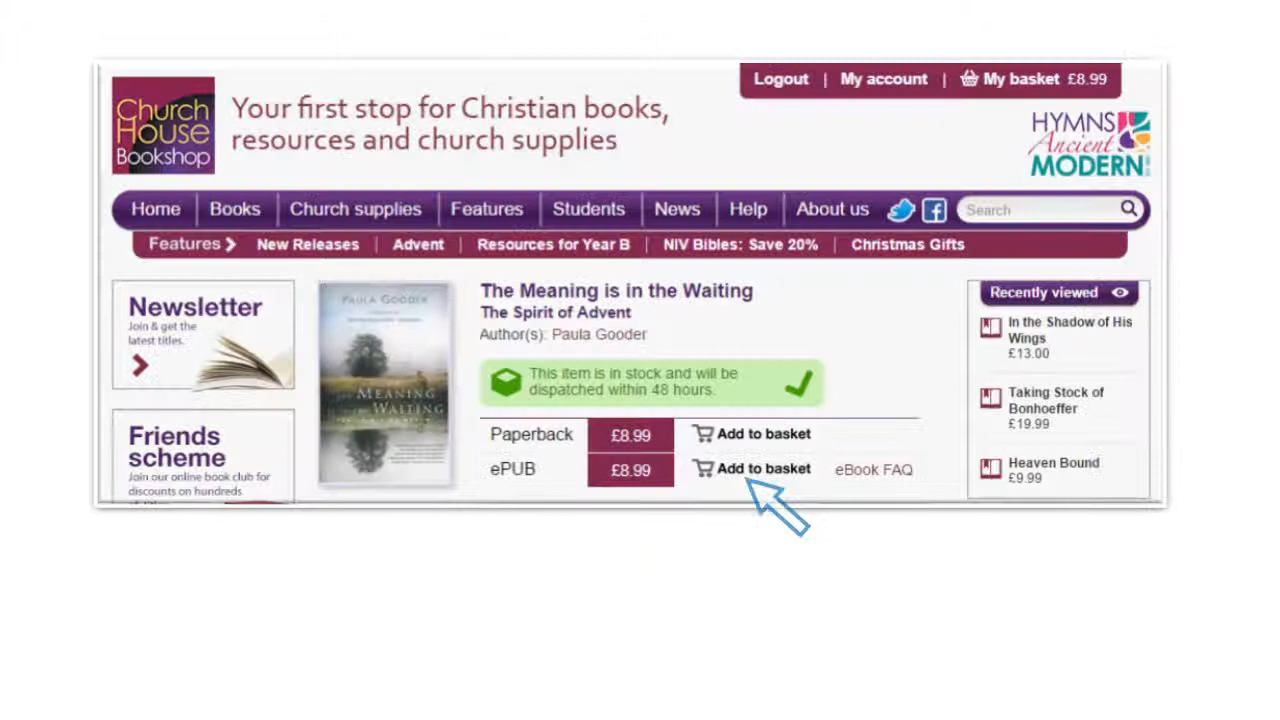 Logout | My account | My basket £8.99
Church
House
Bookshop
Your first stop for Christian books,
resources and church supplies
HYMNS
Ancient
MODERN
Home
Books
Church supplies
Features
Students
News
Help
About us
Search
Features
New Releases | Advent | Resources for Year B | NIV Bibles: Save 20% | Christmas Gifts
Newsletter
Join & get the
latest titles.
Friends
scheme
Join our online book club for
discounts on hundreds
PAULA GOODER
THE MEANING
IS IN THE WAITING
The Meaning is in the Waiting
The Spirit of Advent
Author(s): Paula Gooder
This item is in stock and will be
dispatched within 48 hours.
Paperback £8.99 Add to basket
ePUB £8.99 Add to basket eBook FAQ
Recently viewed
In the Shadow of His
Wings
£13.00
Taking Stock of
Bonhoeffer
£19.99
Heaven Bound
£9.99